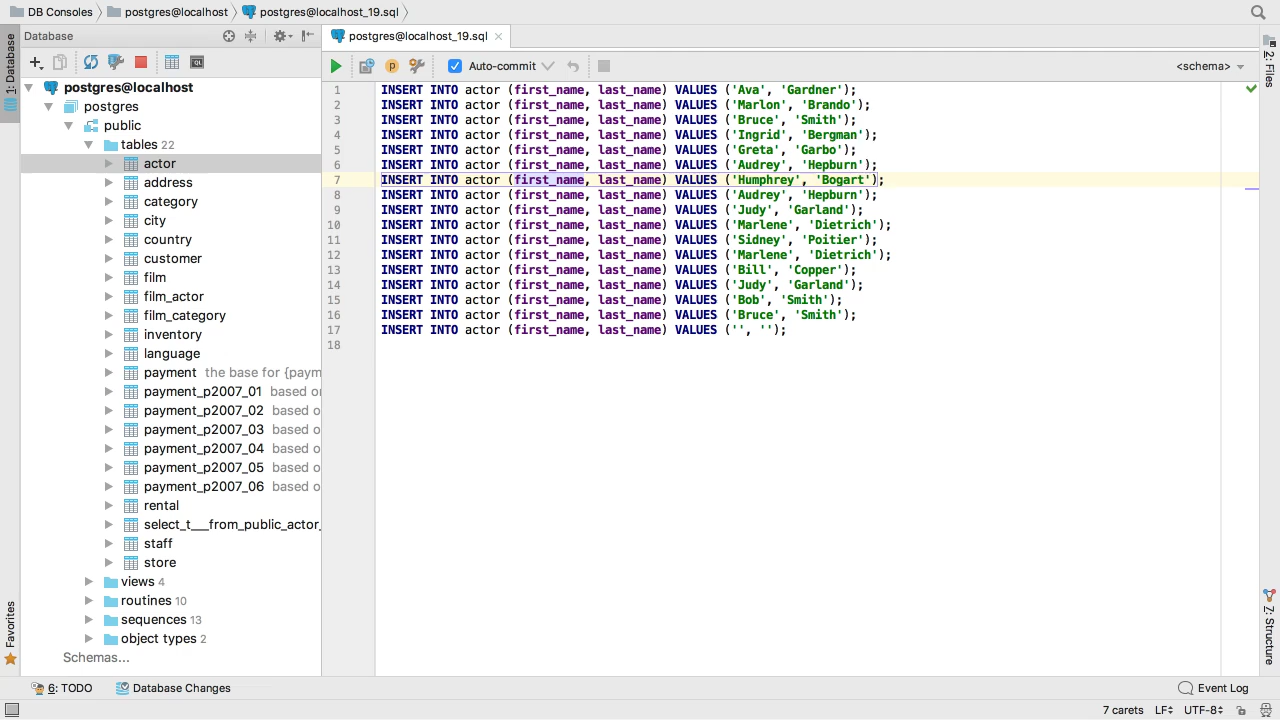 DB Consoles postgres@localhost postgres@localhost_19.sql
1: Database
Database
postgres@localhost_19.sql
Auto-commit
<schema>
postgres@localhost
postgres
public
tables 22
actor
address
category
city
country
customer
film
film_actor
film_category
inventory
language
payment the base for {paym
payment_p2007_01 based on
payment_p2007_02 based o
payment_p2007_03 based o
payment_p2007_04 based o
payment_p2007_05 based o
payment_p2007_06 based o
rental
select_t___from_public_actor_
staff
store
views 4
routines 10
sequences 13
object types 2
Schemas...
1 INSERT INTO actor (first_name, last_name) VALUES ('Ava', 'Gardner');
2 INSERT INTO actor (first_name, last_name) VALUES ('Marlon', 'Brando');
3 INSERT INTO actor (first_name, last_name) VALUES ('Bruce', 'Smith');
4 INSERT INTO actor (first_name, last_name) VALUES ('Ingrid', 'Bergman');
5 INSERT INTO actor (first_name, last_name) VALUES ('Greta', 'Garbo');
6 INSERT INTO actor (first_name, last_name) VALUES ('Audrey', 'Hepburn');
7 INSERT INTO actor (first_name, last_name) VALUES ('Humphrey', 'Bogart');
8 INSERT INTO actor (first_name, last_name) VALUES ('Audrey', 'Hepburn');
9 INSERT INTO actor (first_name, last_name) VALUES ('Judy', 'Garland');
10 INSERT INTO actor (first_name, last_name) VALUES ('Marlene', 'Dietrich');
11 INSERT INTO actor (first_name, last_name) VALUES ('Sidney', 'Poitier');
12 INSERT INTO actor (first_name, last_name) VALUES ('Marlene', 'Dietrich');
13 INSERT INTO actor (first_name, last_name) VALUES ('Bill', 'Copper');
14 INSERT INTO actor (first_name, last_name) VALUES ('Judy', 'Garland');
15 INSERT INTO actor (first_name, last_name) VALUES ('Bob', 'Smith');
16 INSERT INTO actor (first_name, last_name) VALUES ('Bruce', 'Smith');
17 INSERT INTO actor (first_name, last_name) VALUES ('', '');
18
2: Files
7: Structure
Favorites
6: TODO Database Changes Event Log
7 carets LF UTF-8